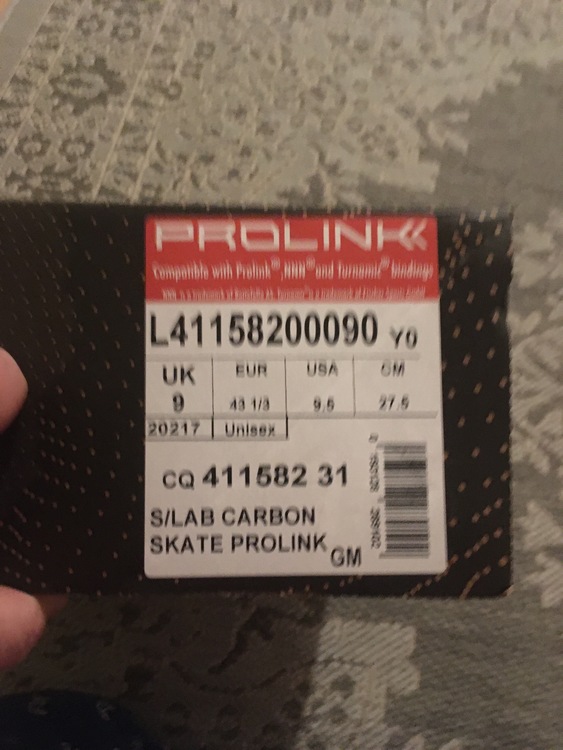 PROLINK
Compatible with Prolink®, NNN® and Turnamic® bindings
L41158200090 Y0
UK EUR USA CM
9 43 1/3 9.5 27.5
20217 Unisex
CQ 411582 31
S/LAB CARBON
SKATE PROLINK
GM